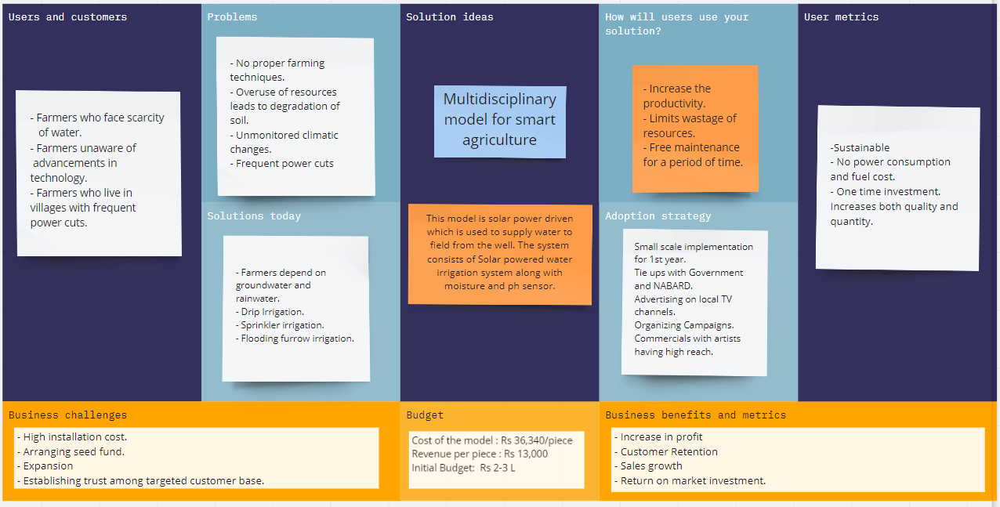 Users and customers
- Farmers who face scarcity
of water.
- Farmers unaware of
advancements in
technology.
- Farmers who live in
villages with frequent
power cuts.
Problems
- No proper farming
techniques.
- Overuse of resources
leads to degradation of
soil.
- Unmonitored climatic
changes.
- Frequent power cuts
Solutions today
- Farmers depend on
groundwater and
rainwater.
- Drip Irrigation.
- Sprinkler irrigation.
- Flooding furrow irrigation.
Solution ideas
Multidisciplinary
model for smart
agriculture
This model is solar power driven
which is used to supply water to
field from the well. The system
consists of Solar powered water
irrigation system along with
moisture and ph sensor.
How will users use your
solution?
- Increase the
productivity.
- Limits wastage of
resources.
- Free maintenance
for a period of time.
Adoption strategy
Small scale implementation
for 1st year.
Tie ups with Government
and NABARD.
Advertising on local TV
channels.
Organizing Campaigns.
Commercials with artists
having high reach.
User metrics
-Sustainable
- No power consumption
and fuel cost.
- One time investment.
Increases both quality and
quantity.
Business challenges
- High installation cost.
- Arranging seed fund.
- Expansion
- Establishing trust among targeted customer base.
Budget
Cost of the model : Rs 36,340/piece
Revenue per piece : Rs 13,000
Initial Budget: Rs 2-3 L
Business benefits and metrics
- Increase in profit
- Customer Retention
- Sales growth
- Return on market investment.